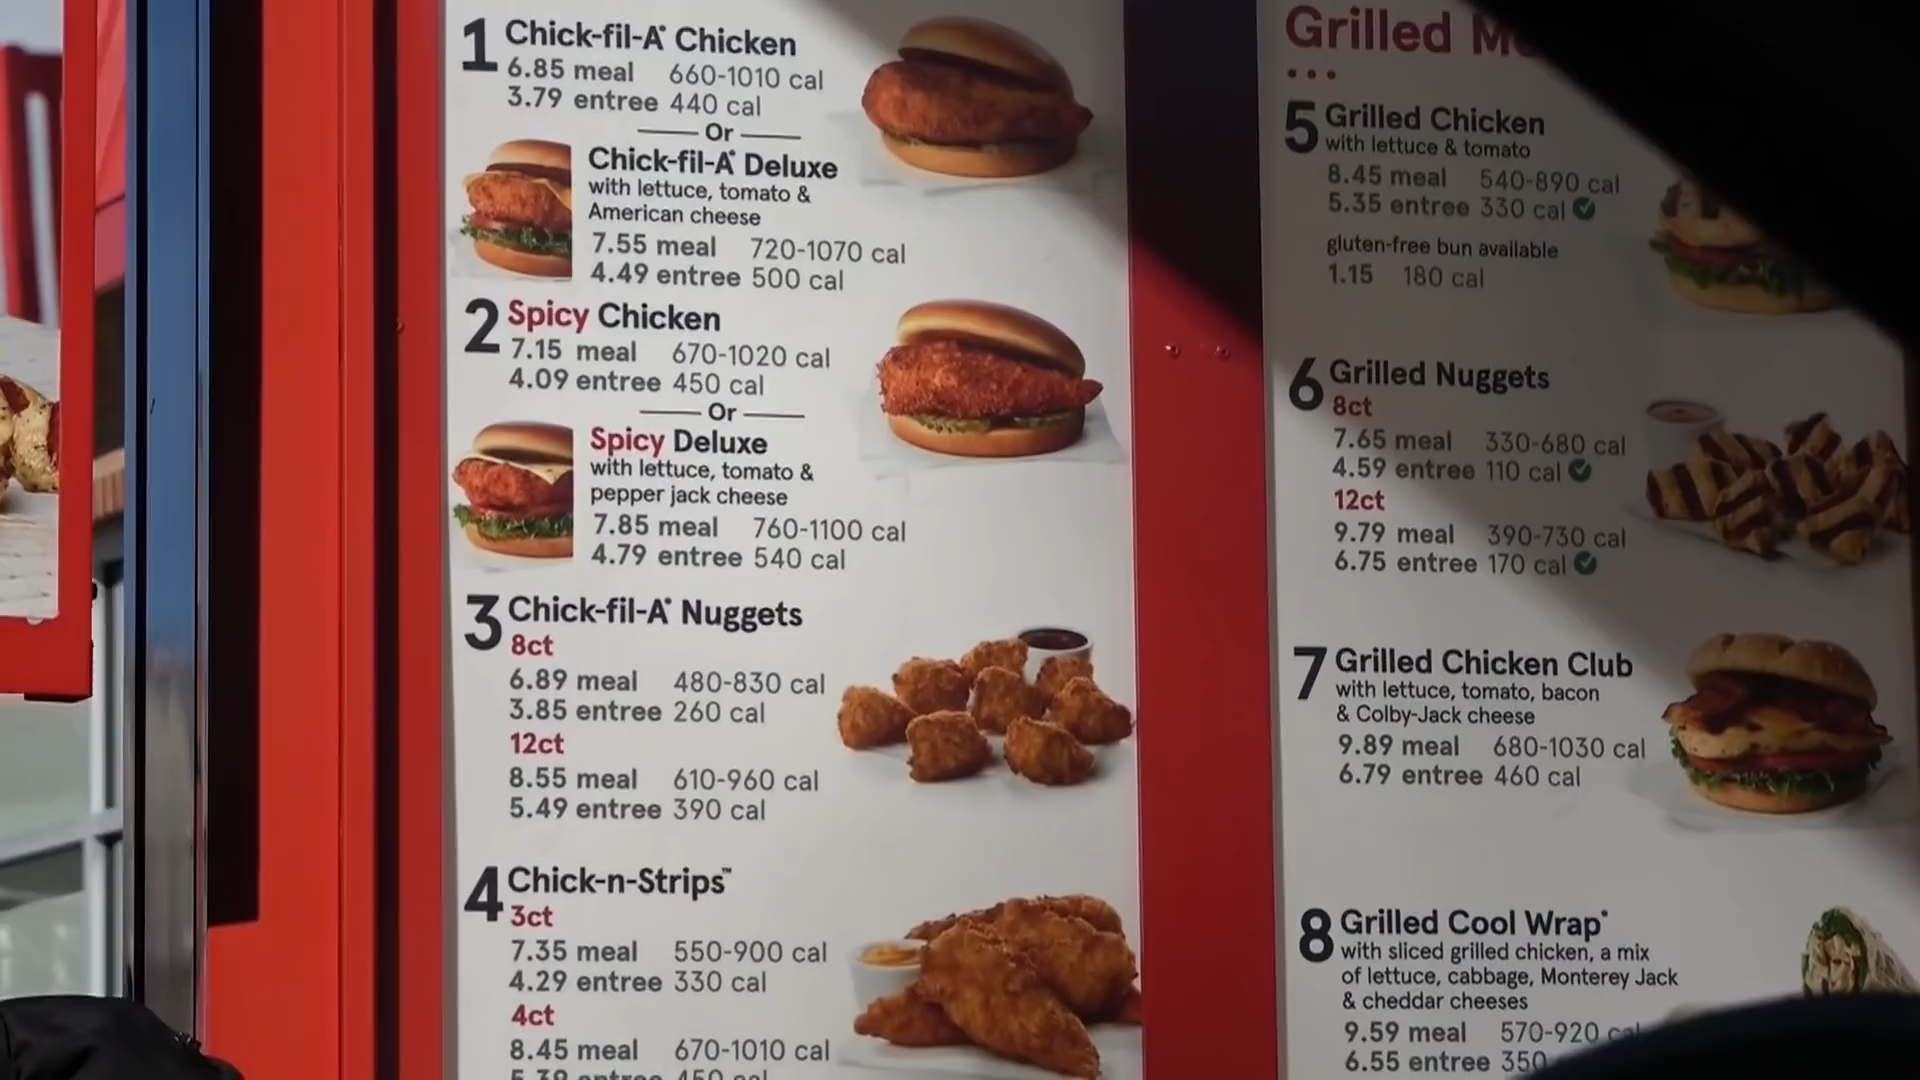 1 Chick-fil-A® Chicken
6.85 meal 660-1010 cal
3.79 entree 440 cal
Or
Chick-fil-A® Deluxe
with lettuce, tomato &
American cheese
7.55 meal 720-1070 cal
4.49 entree 500 cal
2 Spicy Chicken
7.15 meal 670-1020 cal
4.09 entree 450 cal
Or
Spicy Deluxe
with lettuce, tomato &
pepper jack cheese
7.85 meal 760-1100 cal
4.79 entree 540 cal
3 Chick-fil-A® Nuggets
8ct
6.89 meal 480-830 cal
3.85 entree 260 cal
12ct
8.55 meal 610-960 cal
5.49 entree 390 cal
4 Chick-n-Strips™
3ct
7.35 meal 550-900 cal
4.29 entree 330 cal
4ct
8.45 meal 670-1010 cal
entree 450 cal
Grilled
5 Grilled Chicken
with lettuce & tomato
8.45 meal 540-890 cal
5.35 entree 330 cal
gluten-free bun available
1.15 180 cal
6 Grilled Nuggets
8ct
7.65 meal 330-680 cal
4.59 entree 110 cal
12ct
9.79 meal 390-730 cal
6.75 entree 170 cal
7 Grilled Chicken Club
with lettuce, tomato, bacon
& Colby-Jack cheese
9.89 meal 680-1030 cal
6.79 entree 460 cal
8 Grilled Cool Wrap®
with sliced grilled chicken, a mix
of lettuce, cabbage, Monterey Jack
& cheddar cheeses
9.59 meal 570-920 cal
6.55 entree 350